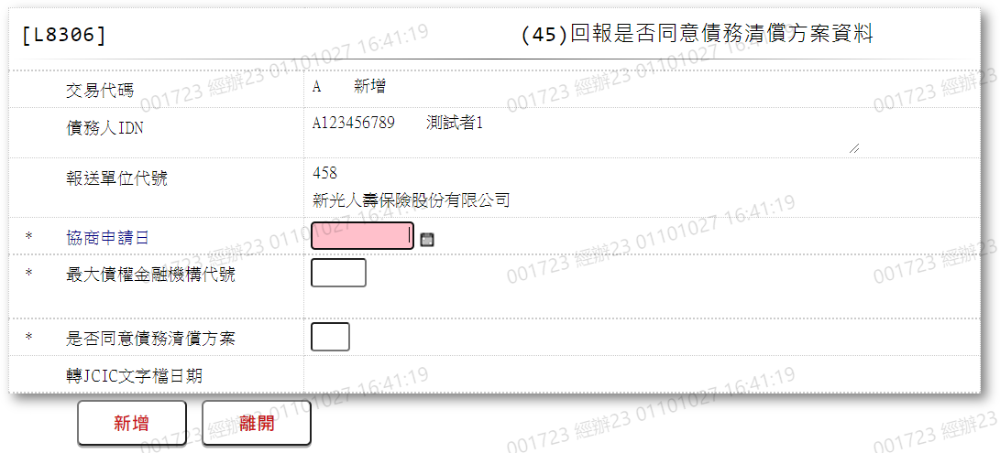 [L8306] (45)回報是否同意債務清償方案資料
交易代碼 A 新增
債務人IDN A123456789 測試者1
報送單位代號 458
新光人壽保險股份有限公司
* 協商申請日
* 最大債權金融機構代號
* 是否同意債務清償方案
轉JCIC文字檔日期
新增 離開
001723 經辦23 01101027 16:41:19